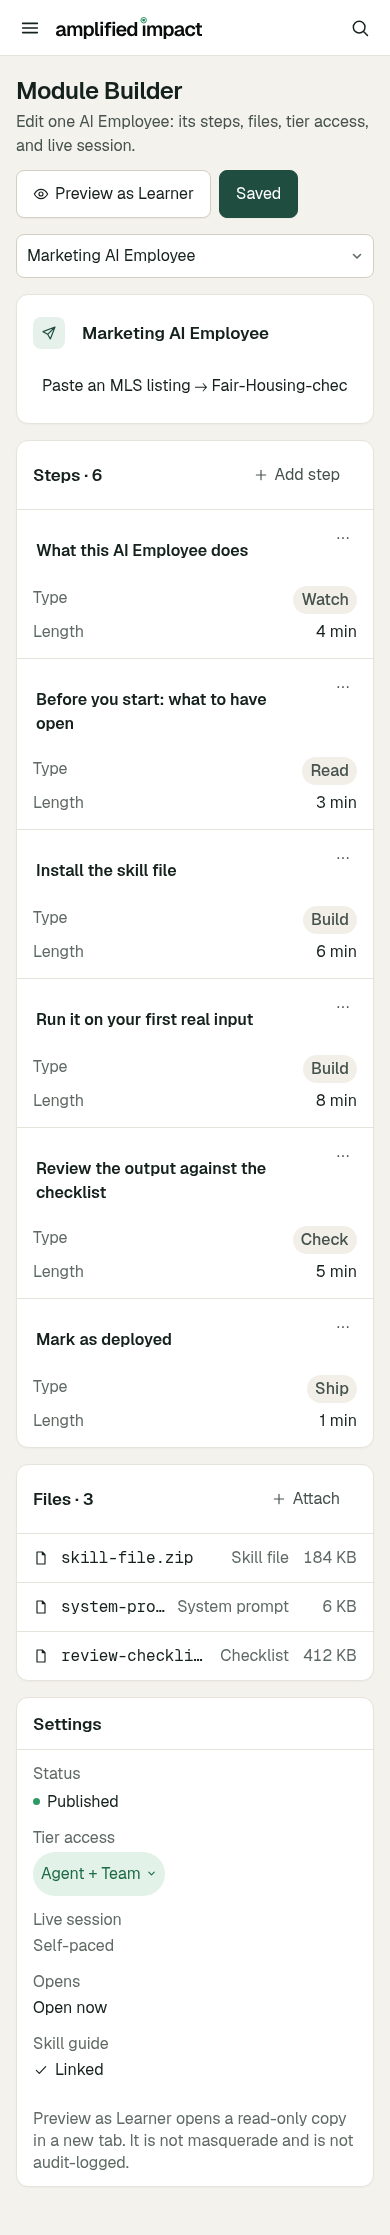 amplified impact
Module Builder
Edit one AI Employee: its steps, files, tier access,
and live session.
Preview as Learner
Saved
Marketing AI Employee
Marketing AI Employee
Paste an MLS listing → Fair-Housing-chec
Steps · 6
+ Add step
...
What this AI Employee does
Type Watch
Length 4 min
...
Before you start: what to have
open
Type Read
Length 3 min
...
Install the skill file
Type Build
Length 6 min
...
Run it on your first real input
Type Build
Length 8 min
...
Review the output against the
checklist
Type Check
Length 5 min
...
Mark as deployed
Type Ship
Length 1 min
Files · 3
+ Attach
skill-file.zip Skill file 184 KB
system-pro… System prompt 6 KB
review-checkli… Checklist 412 KB
Settings
Status
Published
Tier access
Agent + Team
Live session
Self-paced
Opens
Open now
Skill guide
✓ Linked
Preview as Learner opens a read-only copy
in a new tab. It is not masquerade and is not
audit-logged.